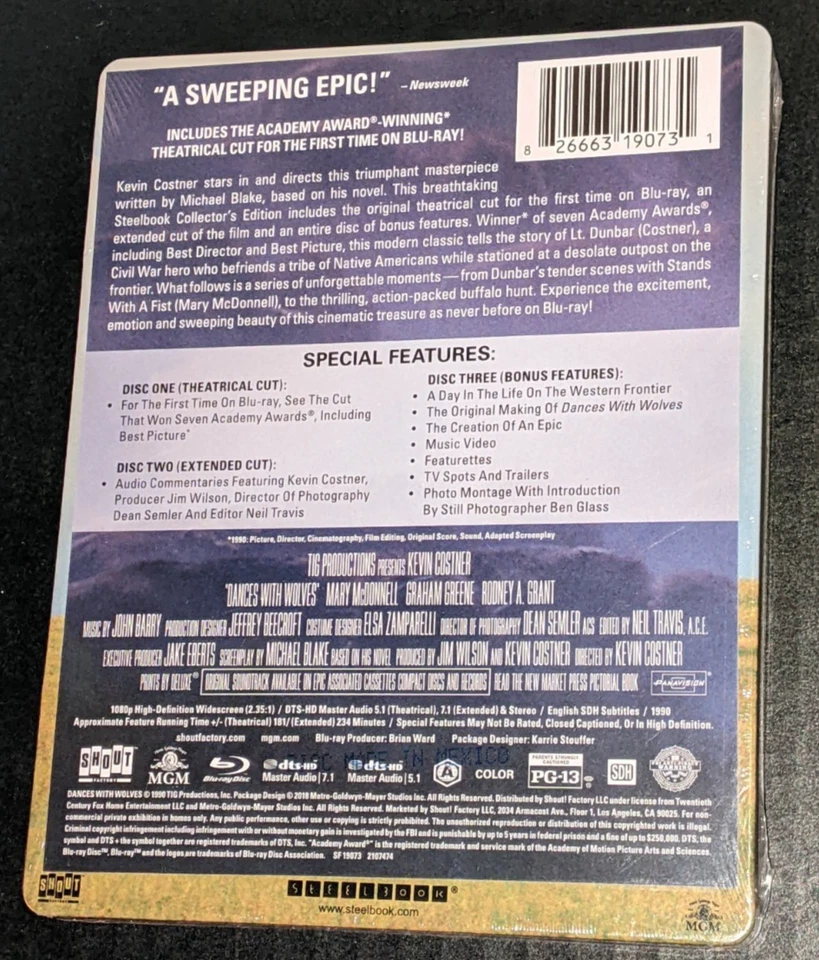 “A SWEEPING EPIC!” – Newsweek
INCLUDES THE ACADEMY AWARD®-WINNING*
THEATRICAL CUT FOR THE FIRST TIME ON BLU-RAY!
8 26663 19073 1
Kevin Costner stars in and directs this triumphant masterpiece
written by Michael Blake, based on his novel. This breathtaking
Steelbook Collector's Edition includes the original theatrical cut for the first time on Blu-ray, an
extended cut of the film and an entire disc of bonus features. Winner* of seven Academy Awards®,
including Best Director and Best Picture, this modern classic tells the story of Lt. Dunbar (Costner), a
Civil War hero who befriends a tribe of Native Americans while stationed at a desolate outpost on the
frontier. What follows is a series of unforgettable moments — from Dunbar's tender scenes with Stands
With A Fist (Mary McDonnell), to the thrilling, action-packed buffalo hunt. Experience the excitement,
emotion and sweeping beauty of this cinematic treasure as never before on Blu-ray!
SPECIAL FEATURES:
DISC ONE (THEATRICAL CUT):
• For The First Time On Blu-ray, See The Cut
That Won Seven Academy Awards®, Including
Best Picture*
DISC TWO (EXTENDED CUT):
• Audio Commentaries Featuring Kevin Costner,
Producer Jim Wilson, Director Of Photography
Dean Semler And Editor Neil Travis
DISC THREE (BONUS FEATURES):
• A Day In The Life On The Western Frontier
• The Original Making Of Dances With Wolves
• The Creation Of An Epic
• Music Video
• Featurettes
• TV Spots And Trailers
• Photo Montage With Introduction
By Still Photographer Ben Glass
*1990: Picture, Director, Cinematography, Film Editing, Original Score, Sound, Adapted Screenplay
TIG PRODUCTIONS PRESENTS KEVIN COSTNER
"DANCES WITH WOLVES" MARY McDONNELL GRAHAM GREENE RODNEY A. GRANT
MUSIC BY JOHN BARRY PRODUCTION DESIGNER JEFFREY BEECROFT COSTUME DESIGNER ELSA ZAMPARELLI DIRECTOR OF PHOTOGRAPHY DEAN SEMLER ACS EDITED BY NEIL TRAVIS, A.C.E.
EXECUTIVE PRODUCER JAKE EBERTS SCREENPLAY BY MICHAEL BLAKE BASED ON HIS NOVEL PRODUCED BY JIM WILSON AND KEVIN COSTNER DIRECTED BY KEVIN COSTNER
PRINTS BY DELUXE® ORIGINAL SOUNDTRACK AVAILABLE ON EPIC ASSOCIATED CASSETTES COMPACT DISCS AND RECORDS READ THE NEW MARKET PRESS PICTORIAL BOOK PANAVISION®
1080p High-Definition Widescreen (2.35:1) / DTS-HD Master Audio 5.1 (Theatrical), 7.1 (Extended) & Stereo / English SDH Subtitles / 1990
Approximate Feature Running Time +/- (Theatrical) 181/(Extended) 234 Minutes / Special Features May Not Be Rated, Closed Captioned, Or In High Definition.
shoutfactory.com mgm.com Blu-ray Producer: Brian Ward Package Designer: Karrie Stouffer
DISC MADE IN MEXICO
SHOUT FACTORY MGM Blu-ray Disc dts-HD Master Audio | 7.1 dts-HD Master Audio | 5.1 A COLOR PARENTS STRONGLY CAUTIONED PG-13 SDH WARNING
DANCES WITH WOLVES © 1990 TIG Productions, Inc. Package Design © 2018 Metro-Goldwyn-Mayer Studios Inc. All Rights Reserved. Distributed by Shout! Factory LLC under license from Twentieth
Century Fox Home Entertainment LLC and Metro-Goldwyn-Mayer Studios Inc. All Rights Reserved. Marketed by Shout! Factory LLC, 2034 Armacost Ave., Floor 1, Los Angeles, CA 90025. For non-
commercial private exhibition in homes only. Any public performance, other use or copying is strictly prohibited. The unauthorized reproduction or distribution of this copyrighted work is illegal.
Criminal copyright infringement including infringement with or without monetary gain is investigated by the FBI and is punishable by up to 5 years in federal prison and a fine of up to $250,000. DTS, the
symbol and DTS + the symbol together are registered trademarks of DTS, Inc. "Academy Award®" is the registered trademark and service mark of the Academy of Motion Picture Arts and Sciences.
Blu-ray Disc™, Blu-ray™ and the logos are trademarks of Blu-ray Disc Association. SF19073 2107474
SHOUT FACTORY
STEELBOOK®
www.steelbook.com
MGM